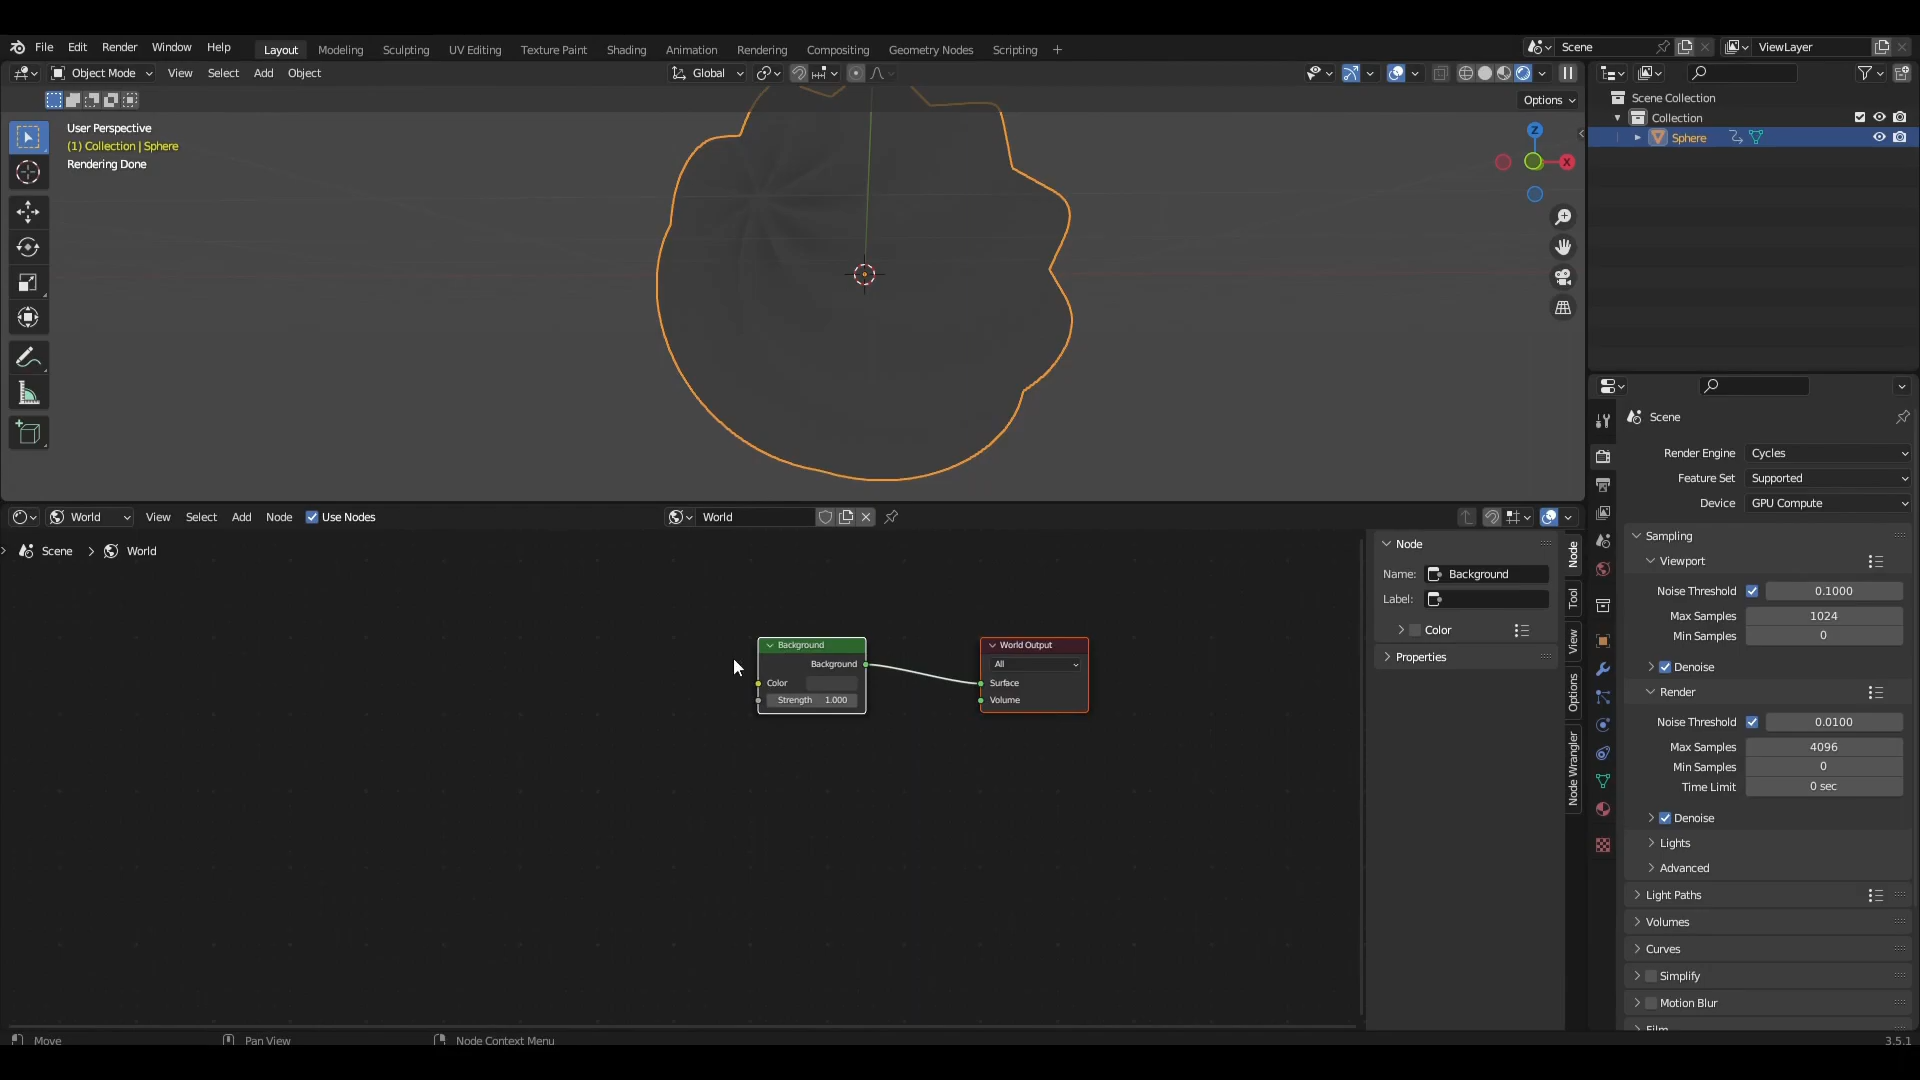 File Edit Render Window Help
Layout Modeling Sculpting UV Editing Texture Paint Shading Animation Rendering Compositing Geometry Nodes Scripting +
Scene
ViewLayer
Object Mode View Select Add Object
Global
Options
User Perspective
(1) Collection | Sphere
Rendering Done
Z
X
Scene Collection
Collection
Sphere
Scene
Render Engine Cycles
Feature Set Supported
Device GPU Compute
Sampling
Viewport
Noise Threshold 0.1000
Max Samples 1024
Min Samples 0
Denoise
Render
Noise Threshold 0.0100
Max Samples 4096
Min Samples 0
Time Limit 0 sec
Denoise
Lights
Advanced
Light Paths
Volumes
Curves
Simplify
Motion Blur
Film
World View Select Add Node Use Nodes
World
Scene > World
Background
Background
Color
Strength 1.000
World Output
All
Surface
Volume
Node
Name: Background
Label:
Color
Properties
Node
Tool
View
Options
Node Wrangler
Move
Pan View
Node Context Menu
3.5.1